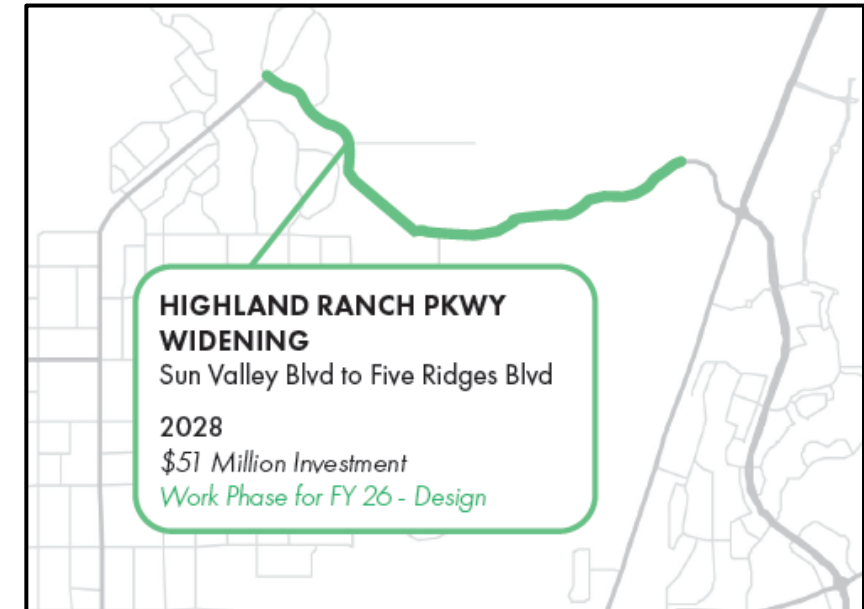 HIGHLAND RANCH PKWY
WIDENING
Sun Valley Blvd to Five Ridges Blvd
2028
$51 Million Investment
Work Phase for FY 26 - Design